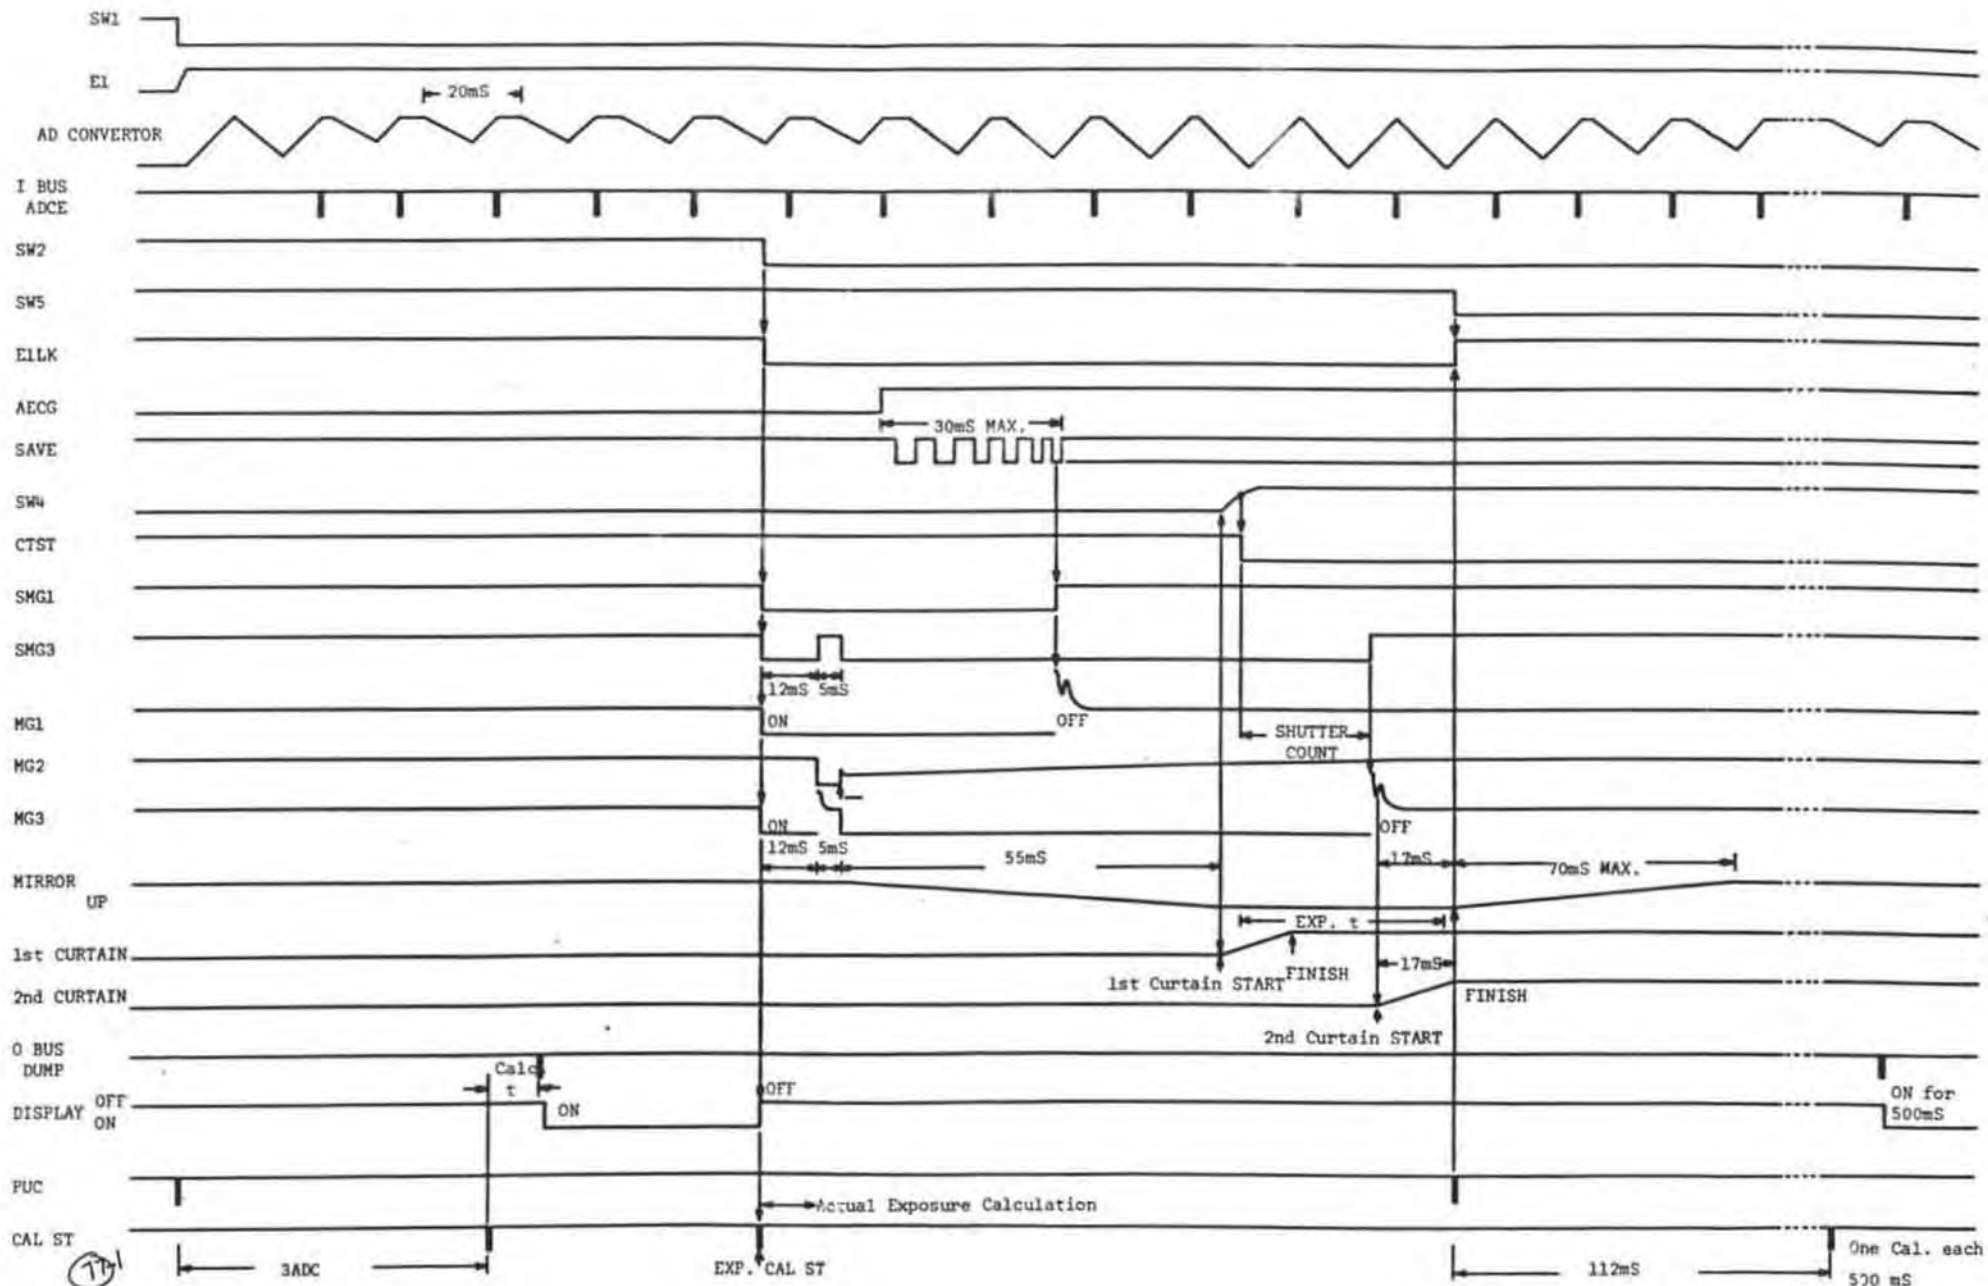 SW1
E1
20mS
AD CONVERTOR
I BUS
ADCE
SW2
SW5
E1LK
AECG
30mS MAX.
SAVE
SW4
CTST
SMG1
SMG3
12mS 5mS
MG1
ON
OFF
SHUTTER
COUNT
MG2
MG3
ON
OFF
12mS 5mS
55mS
17mS
70mS MAX.
MIRROR
UP
EXP. t
1st CURTAIN
1st Curtain START
FINISH
17mS
2nd CURTAIN
FINISH
2nd Curtain START
O BUS
DUMP
Calc
t
DISPLAY
OFF
ON
ON
OFF
ON for
500mS
PUC
Actual Exposure Calculation
CAL ST
3ADC
EXP. CAL ST
112mS
One Cal. each
500 mS